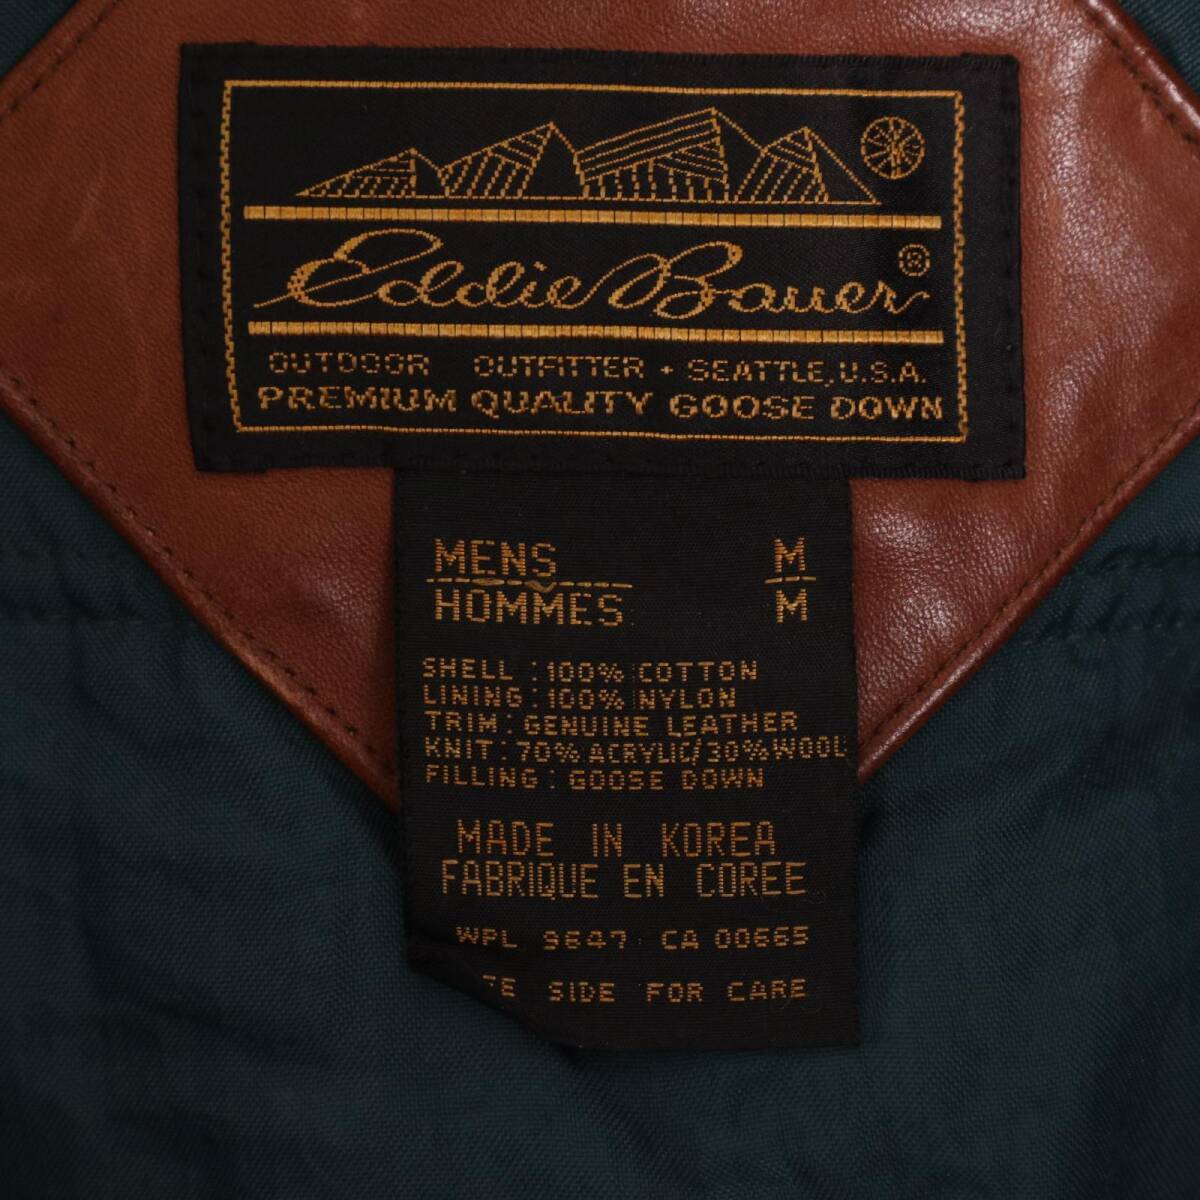 Eddie Bauer ®
OUTDOOR OUTFITTER • SEATTLE, U.S.A.
PREMIUM QUALITY GOOSE DOWN
MENS M
HOMMES M
SHELL : 100% COTTON
LINING : 100% NYLON
TRIM : GENUINE LEATHER
KNIT : 70% ACRYLIC/30% WOOL
FILLING : GOOSE DOWN
MADE IN KOREA
FABRIQUE EN COREE
WPL 9647 CA 00665
SIDE FOR CARE